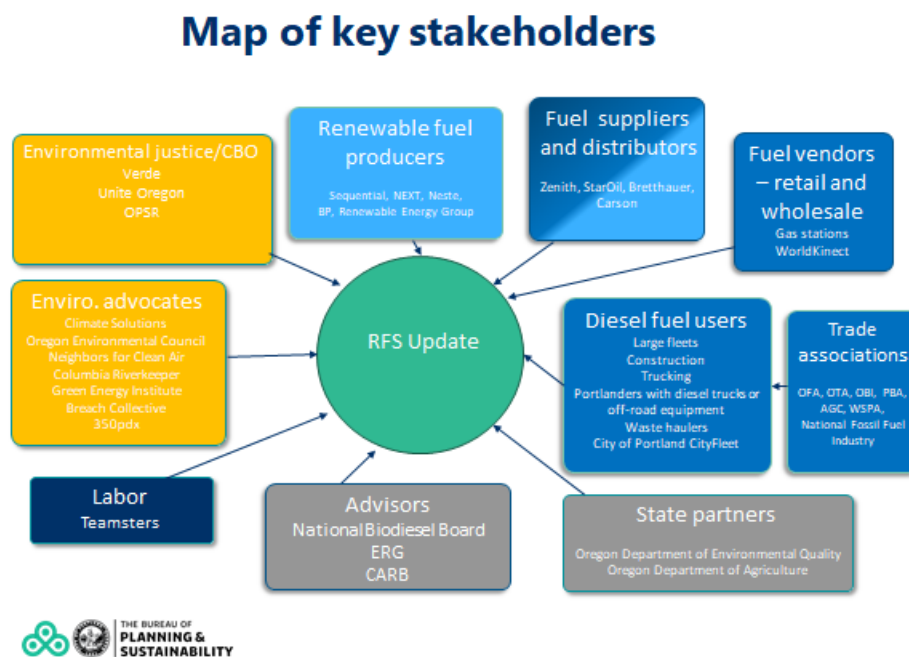 Map of key stakeholders
Environmental justice/CBO
Verde
Unite Oregon
OPSR
Renewable fuel
producers
Sequential, NEXT, Neste,
BP, Renewable Energy Group
Fuel suppliers
and distributors
Zenith, StarOil, Bretthauer,
Carson
Fuel vendors
– retail and
wholesale
Gas stations
WorldKinect
Enviro. advocates
Climate Solutions
Oregon Environmental Council
Neighbors for Clean Air
Columbia Riverkeeper
Green Energy Institute
Breach Collective
350pdx
RFS Update
Diesel fuel users
Large fleets
Construction
Trucking
Portlanders with diesel trucks or
off-road equipment
Waste haulers
City of Portland CityFleet
Trade
associations
OFA, OTA, OBI, PBA,
AGC, WSPA,
National Fossil Fuel
Industry
Labor
Teamsters
Advisors
National Biodiesel Board
ERG
CARB
State partners
Oregon Department of Environmental Quality
Oregon Department of Agriculture
THE BUREAU OF
PLANNING &
SUSTAINABILITY